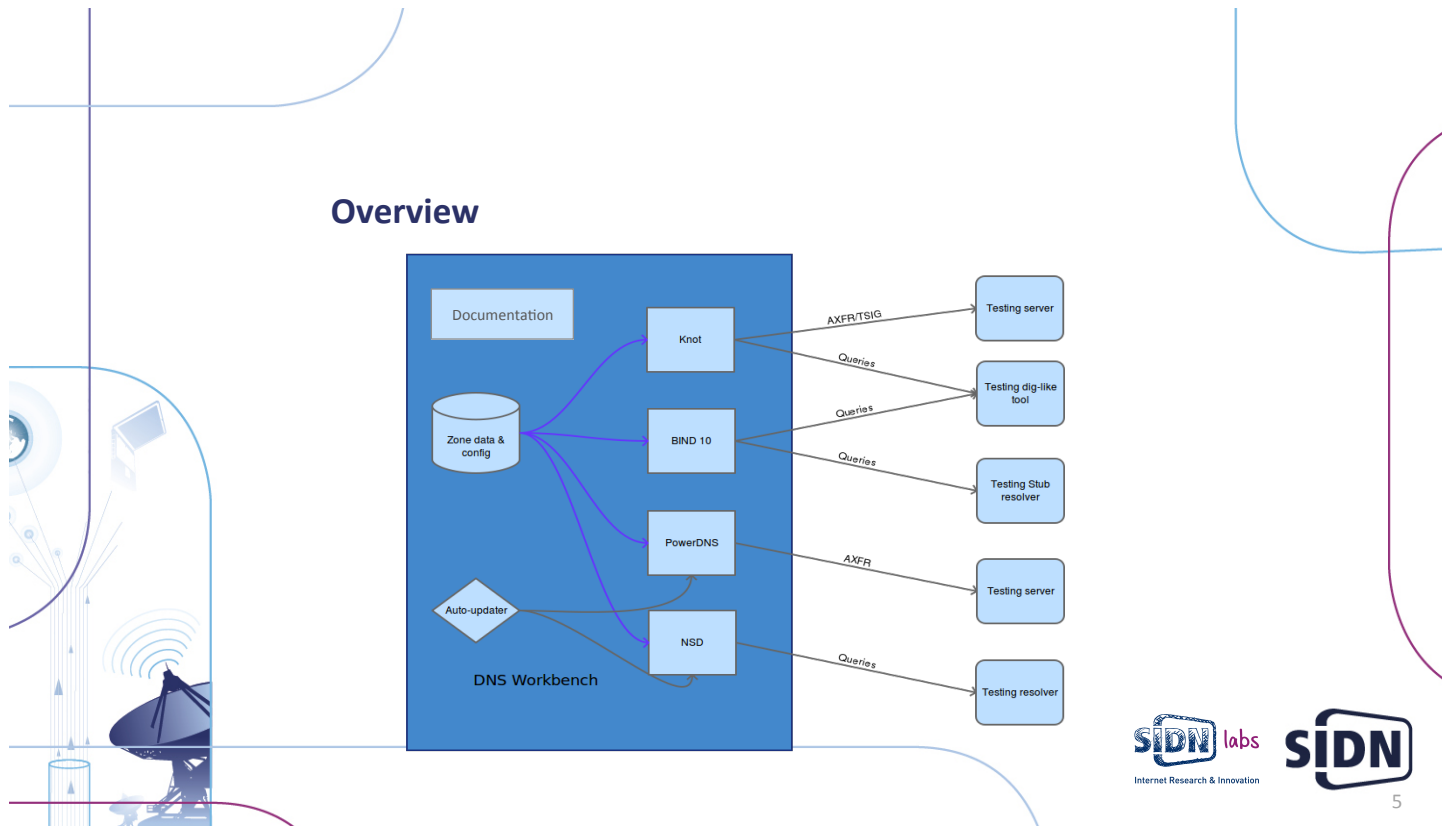 Overview
Documentation
Zone data &
config
Auto-updater
DNS Workbench
Knot
BIND 10
PowerDNS
NSD
AXFR/TSIG
Queries
Queries
Queries
AXFR
Queries
Testing server
Testing dig-like
tool
Testing Stub
resolver
Testing server
Testing resolver
SIDN labs
Internet Research & Innovation
SIDN
5